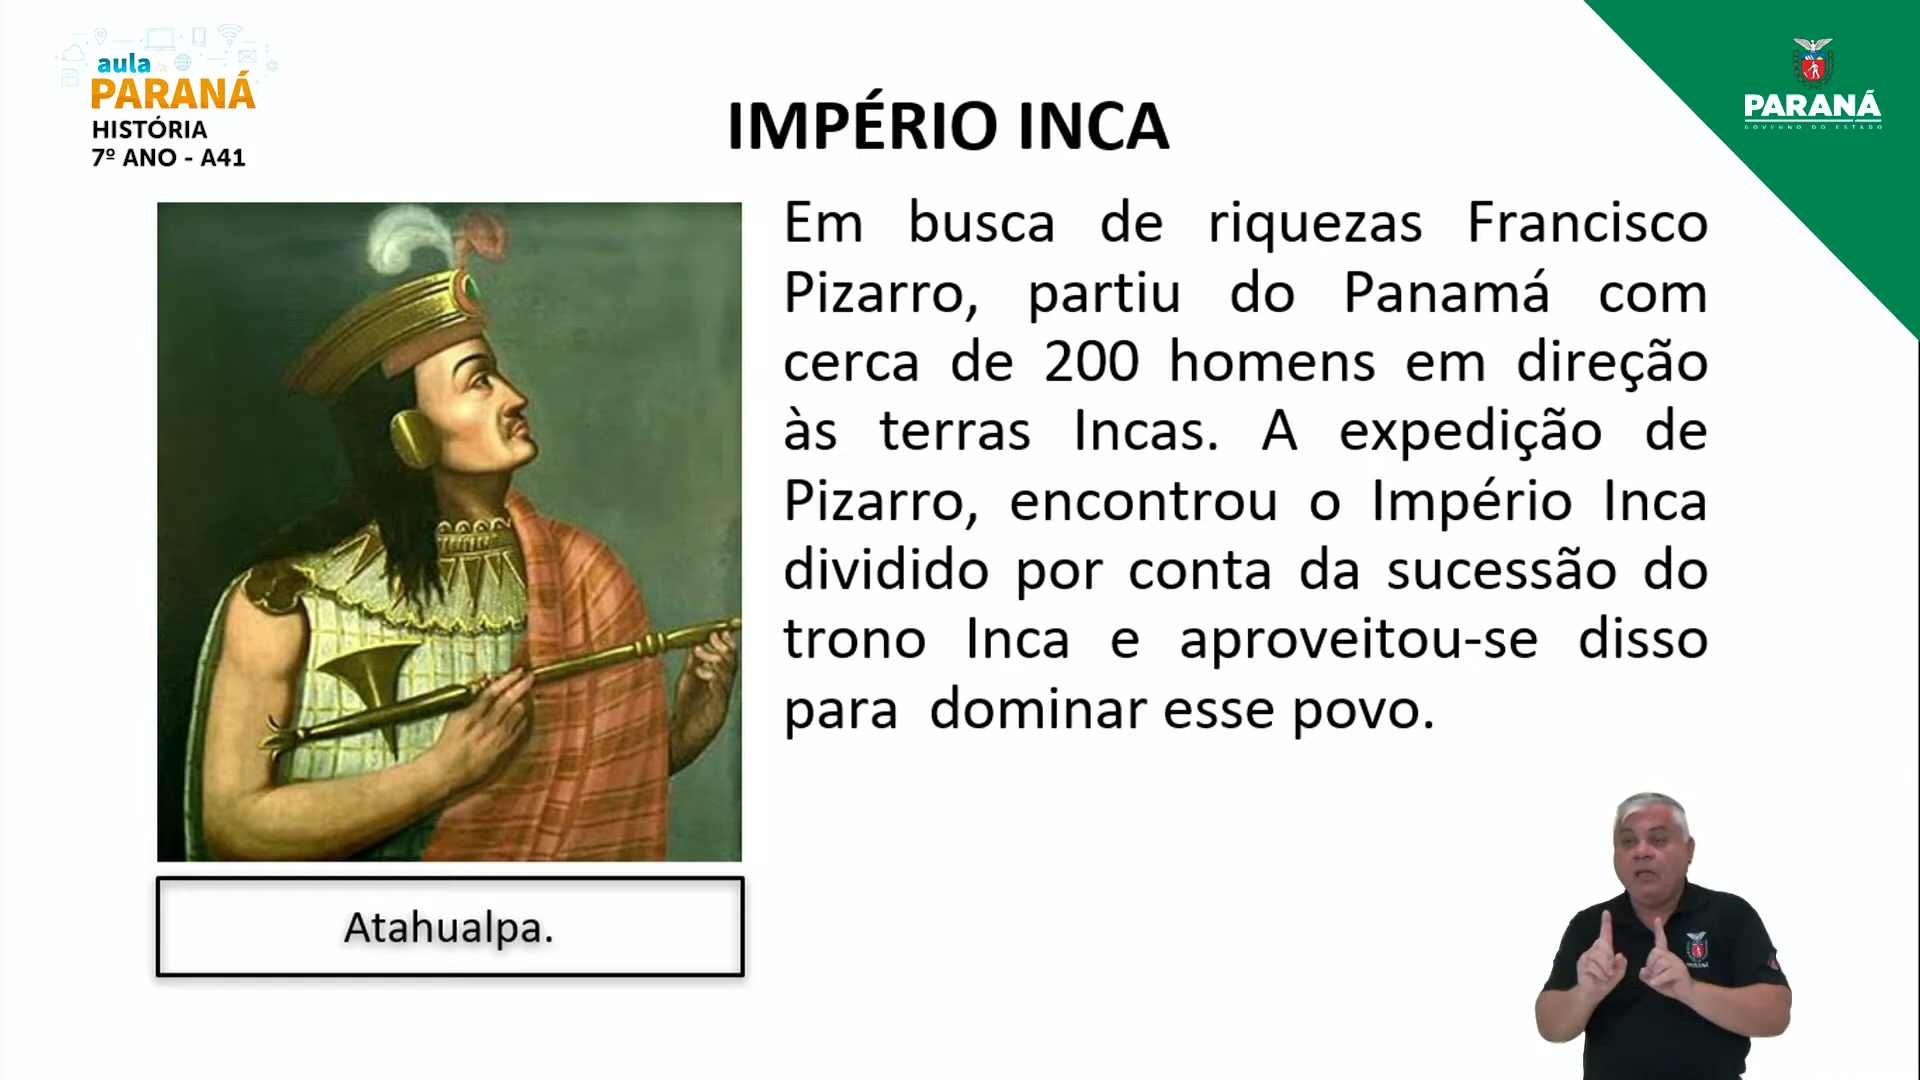 aula
PARANÁ
HISTÓRIA
7º ANO - A41
PARANÁ
GOVERNO DO ESTADO
IMPÉRIO INCA
Em busca de riquezas Francisco
Pizarro, partiu do Panamá com
cerca de 200 homens em direção
às terras Incas. A expedição de
Pizarro, encontrou o Império Inca
dividido por conta da sucessão do
trono Inca e aproveitou-se disso
para dominar esse povo.
Atahualpa.